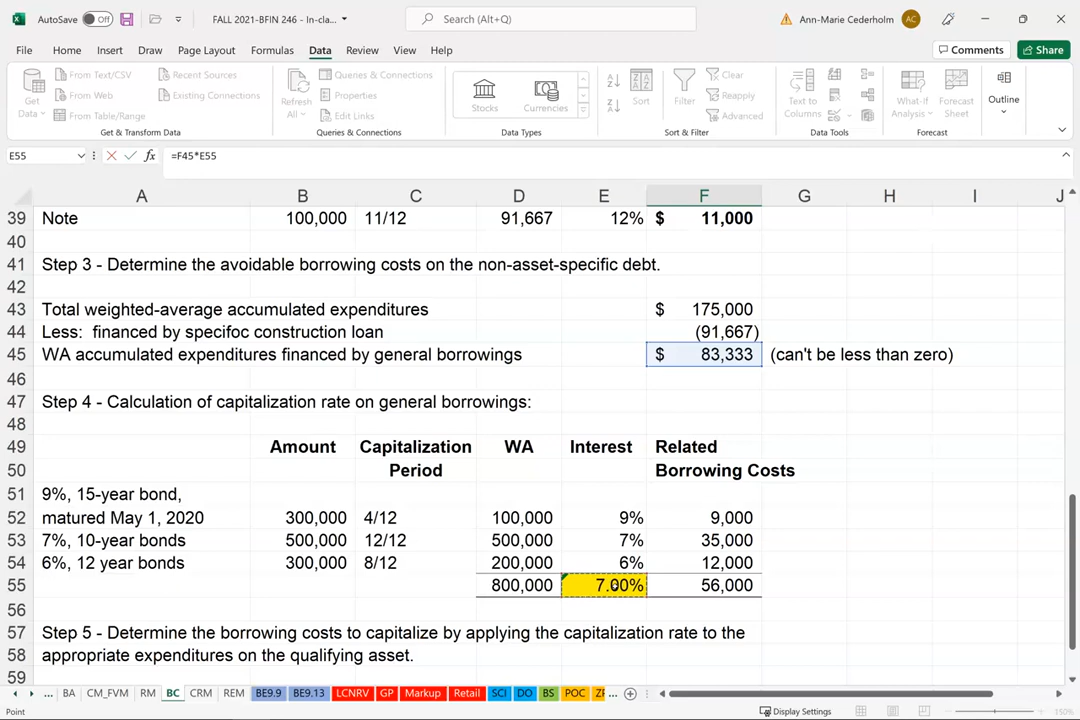 AutoSave Off FALL 2021-BFIN 246 - In-cla... Search (Alt+Q) Ann-Marie Cederholm AC
File Home Insert Draw Page Layout Formulas Data Review View Help Comments Share
Get Data From Text/CSV Recent Sources Refresh All Queries & Connections Stocks Currencies Sort Filter Clear Text to Columns What-If Analysis Forecast Sheet Outline
From Web Existing Connections Properties Reapply
From Table/Range Edit Links Advanced
Get & Transform Data Queries & Connections Data Types Sort & Filter Data Tools Forecast
E55 fx =F45*E55
A B C D E F G H I J
39 Note 100,000 11/12 91,667 12% $ 11,000
40
41 Step 3 - Determine the avoidable borrowing costs on the non-asset-specific debt.
42
43 Total weighted-average accumulated expenditures $ 175,000
44 Less: financed by specifoc construction loan (91,667)
45 WA accumulated expenditures financed by general borrowings $ 83,333 (can't be less than zero)
46
47 Step 4 - Calculation of capitalization rate on general borrowings:
48
49 Amount Capitalization WA Interest Related
50 Period Borrowing Costs
51 9%, 15-year bond,
52 matured May 1, 2020 300,000 4/12 100,000 9% 9,000
53 7%, 10-year bonds 500,000 12/12 500,000 7% 35,000
54 6%, 12 year bonds 300,000 8/12 200,000 6% 12,000
55 800,000 7.00% 56,000
56
57 Step 5 - Determine the borrowing costs to capitalize by applying the capitalization rate to the
58 appropriate expenditures on the qualifying asset.
59
... BA CM_FVM RM BC CRM REM BE9.9 BE9.13 LCNRV GP Markup Retail SCI DO BS POC ZF ...
Point Display Settings 150%